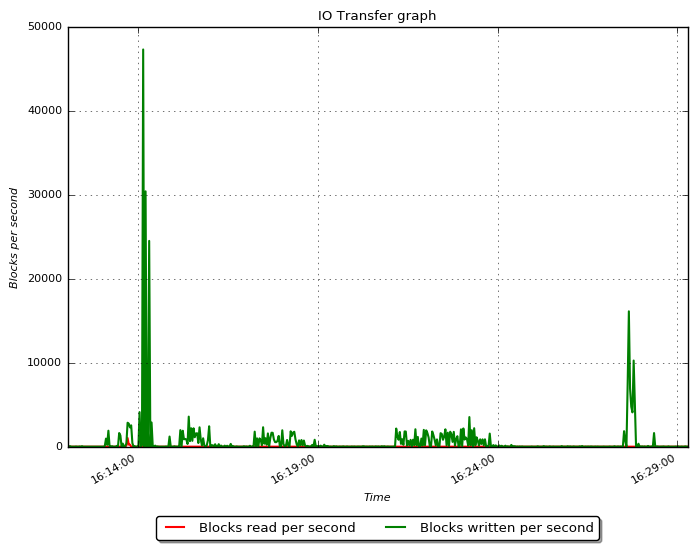 IO Transfer graph
50000
40000
30000
20000
10000
0
Blocks per second
16:14:00
16:19:00
16:24:00
16:29:00
Time
Blocks read per second
Blocks written per second